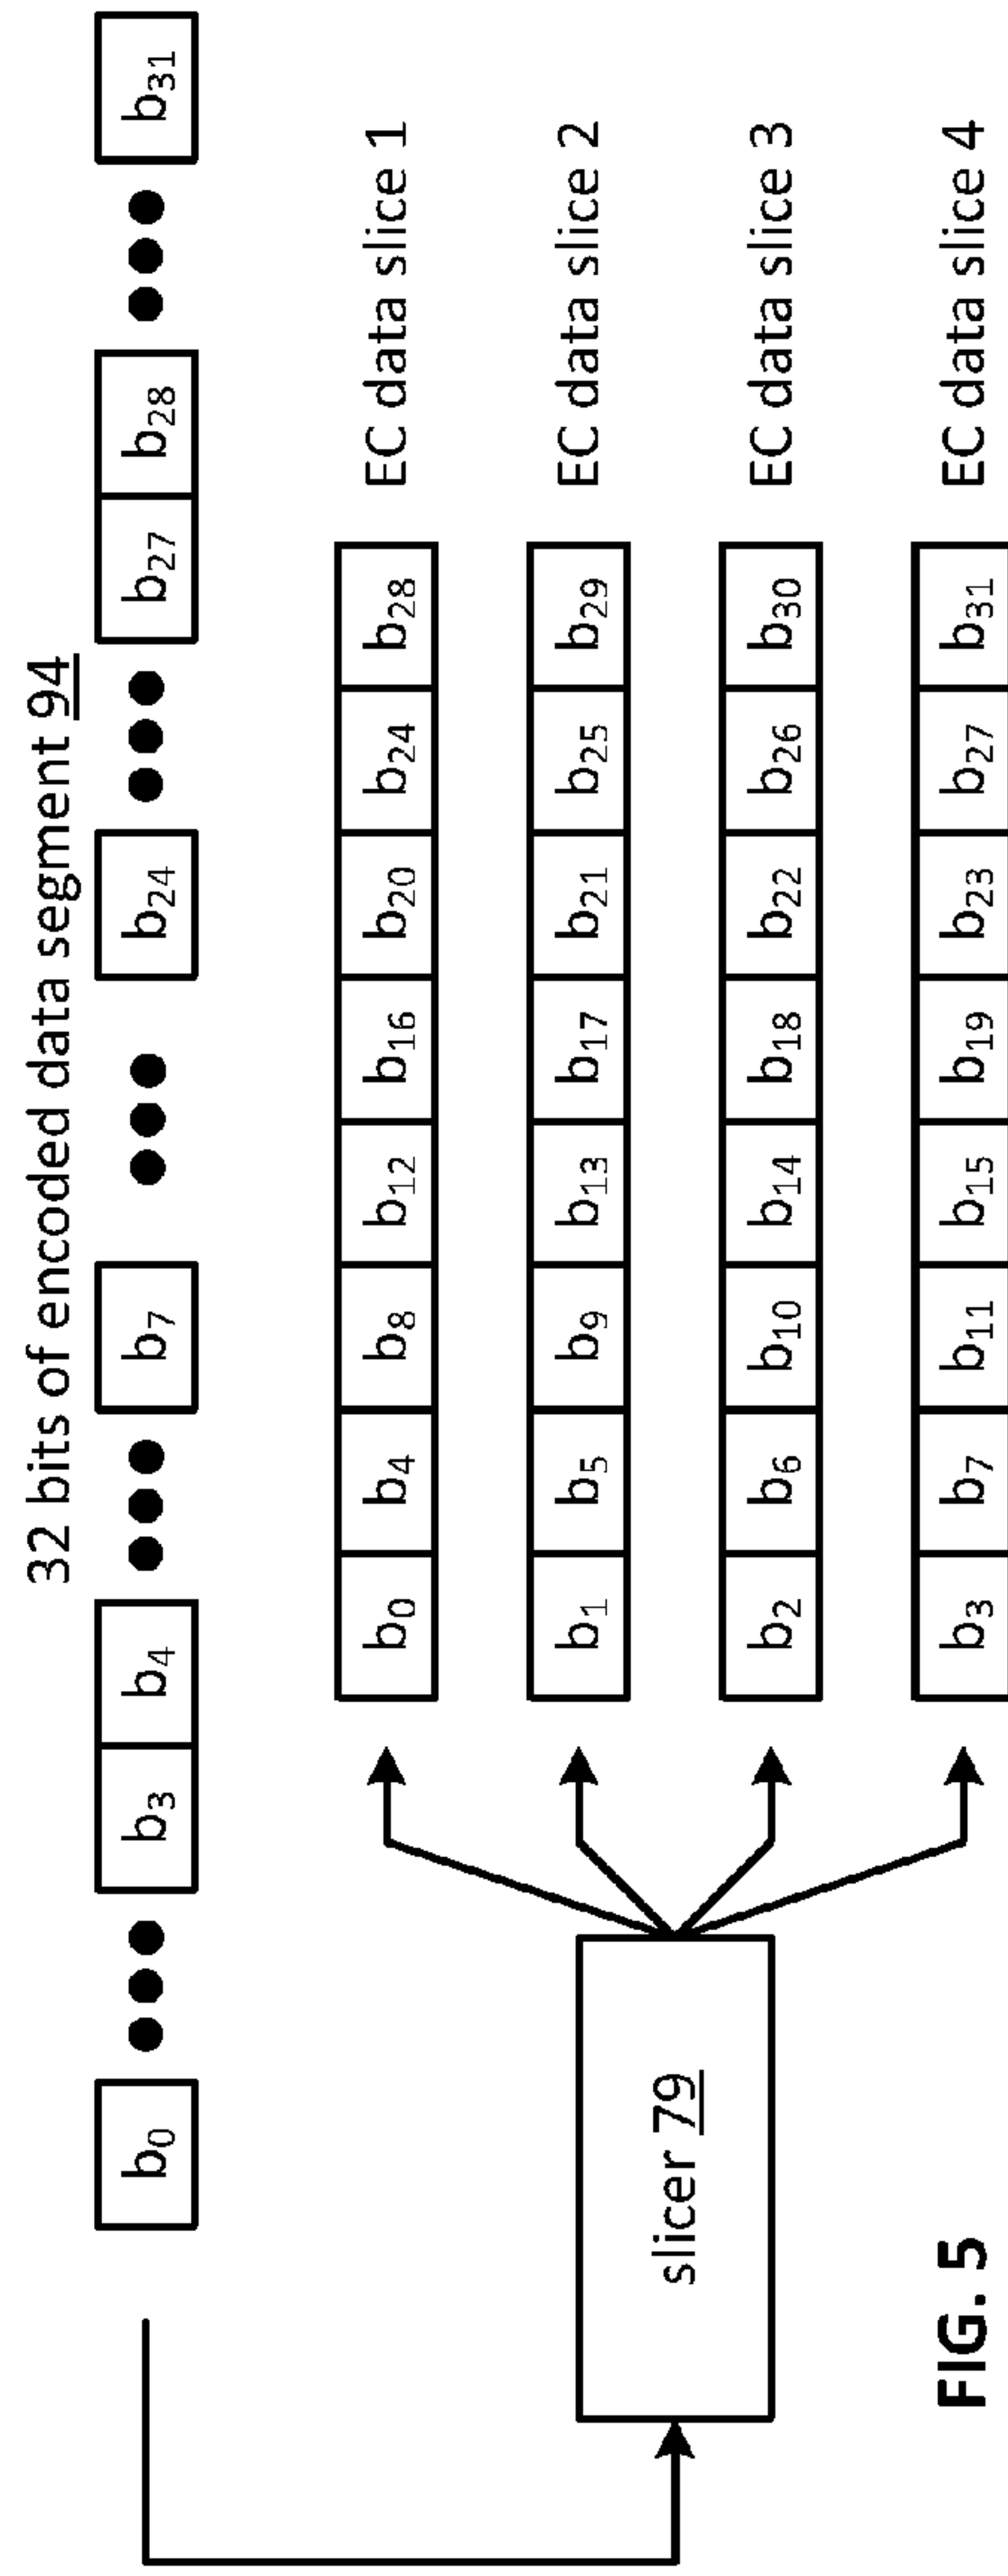 32 bits of encoded data segment 94
b0 ●●● b3 b4 ●●● b7 ●●● b24 ●●● b27 b28 ●●● b31
b0 b4 b8 b12 b16 b20 b24 b28 EC data slice 1
b1 b5 b9 b13 b17 b21 b25 b29 EC data slice 2
slicer 79
b2 b6 b10 b14 b18 b22 b26 b30 EC data slice 3
b3 b7 b11 b15 b19 b23 b27 b31 EC data slice 4
FIG. 5